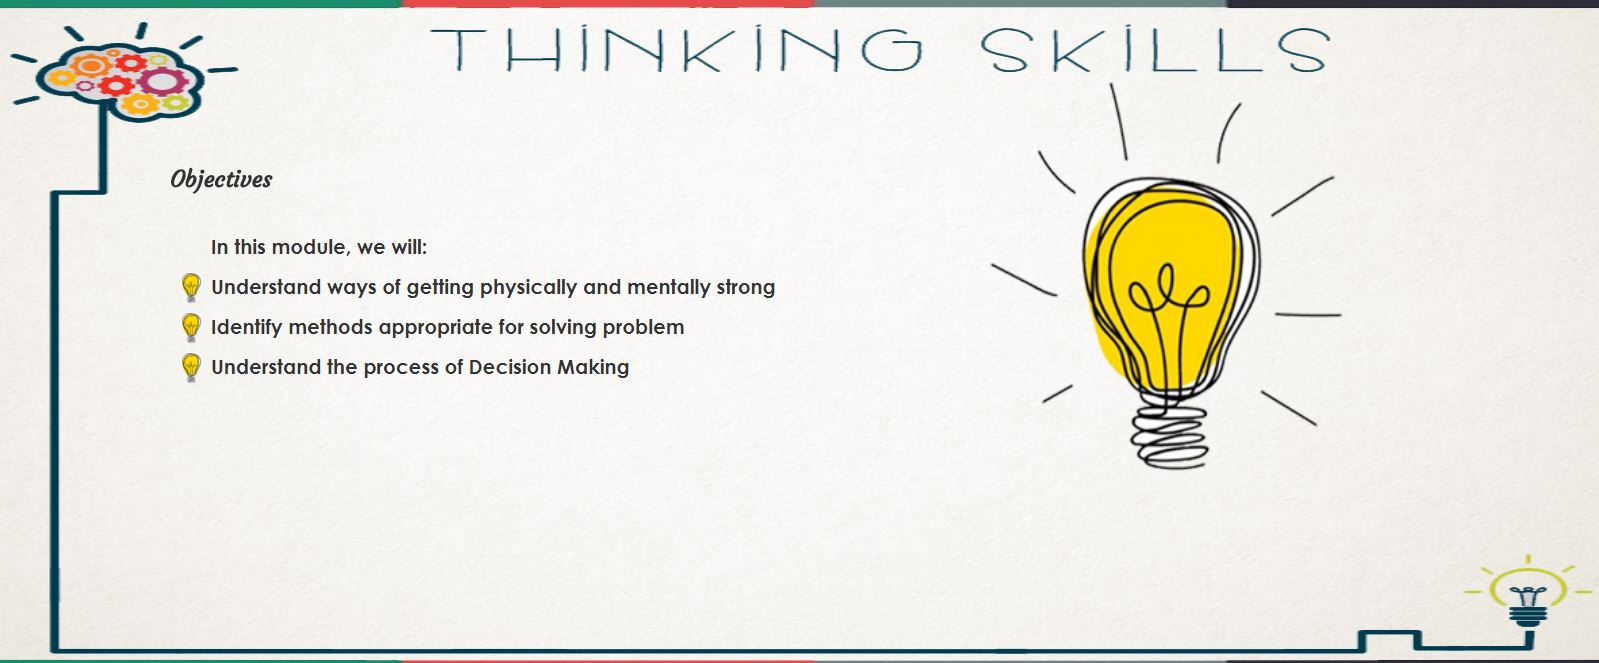 THiNKiNG SKiLLS
Objectives
In this module, we will:
Understand ways of getting physically and mentally strong
Identify methods appropriate for solving problem
Understand the process of Decision Making